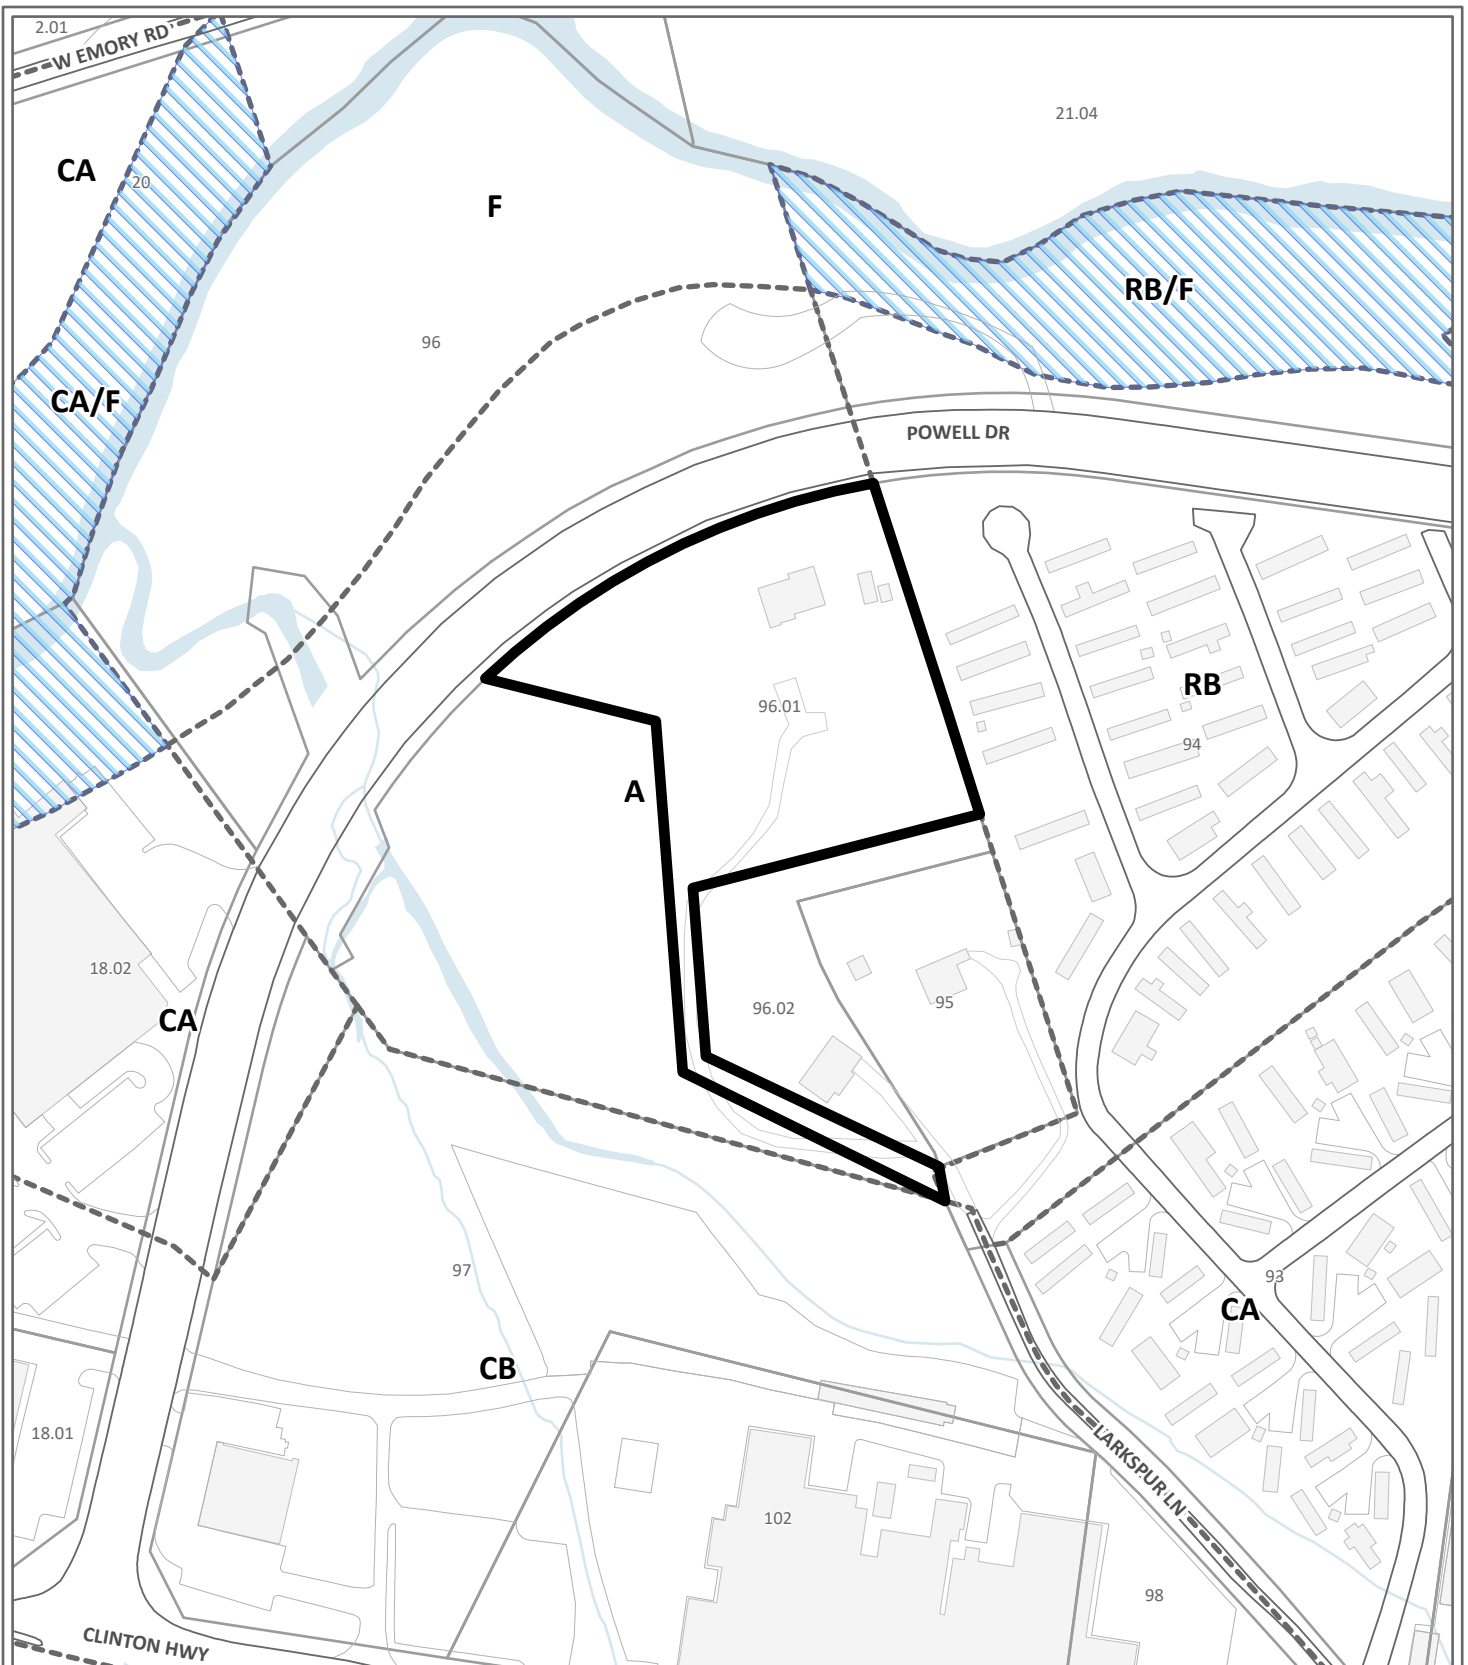 2.01
W EMORY RD
21.04
CA
20
F
RB/F
96
CA/F
POWELL DR
RB
96.01
94
A
18.02
96.02
95
CA
97
93
CA
CB
18.01
LARKSPUR LN
102
98
CLINTON HWY